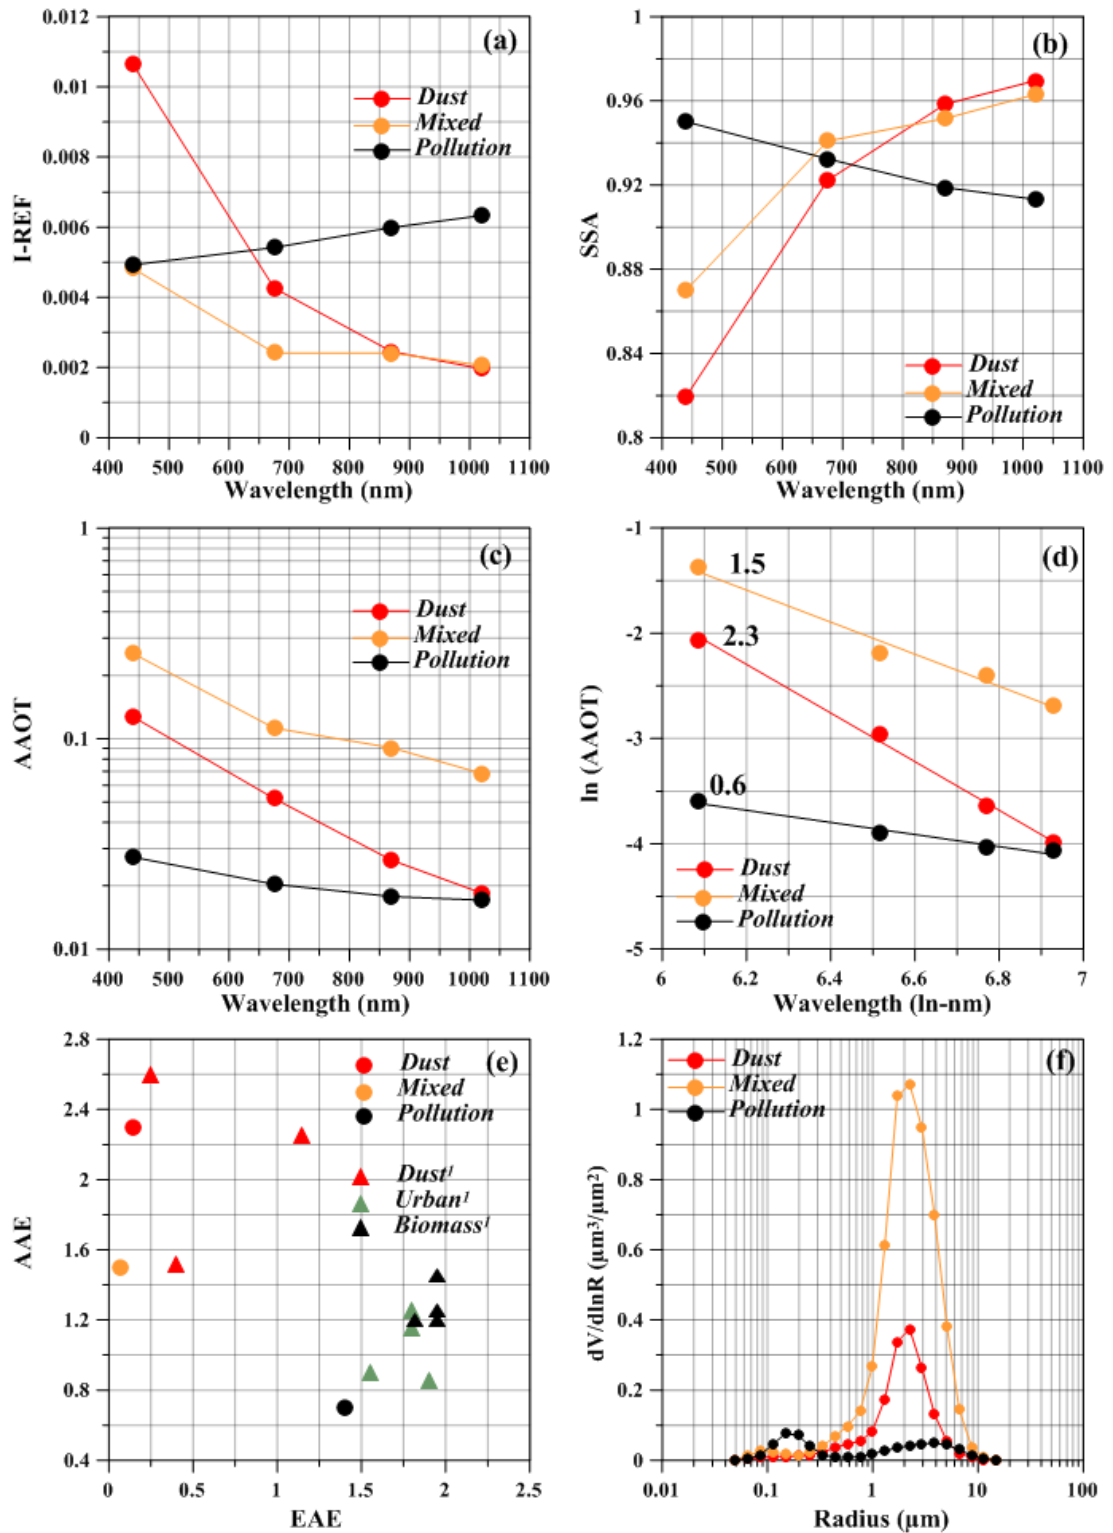 0.012
(a)
0.01
Dust
Mixed
0.008
Pollution
I-REF
0.006
0.004
0.002
0
400 500 600 700 800 900 1000 1100
Wavelength (nm)
1
(b)
0.96
0.92
SSA
0.88
0.84
Dust
Mixed
Pollution
0.8
400 500 600 700 800 900 1000 1100
Wavelength (nm)
1
(c)
Dust
Mixed
Pollution
AAOT
0.1
0.01
400 500 600 700 800 900 1000 1100
Wavelength (nm)
-1
(d)
1.5
-2
2.3
ln (AAOT)
-3
0.6
-4
Dust
Mixed
Pollution
-5
6 6.2 6.4 6.6 6.8 7
Wavelength (ln-nm)
2.8
(e)
Dust
Mixed
2.4
Pollution
2
Dust¹
Urban¹
Biomass¹
AAE
1.6
1.2
0.8
0.4
0 0.5 1 1.5 2 2.5
EAE
1.2
(f)
Dust
Mixed
Pollution
1
0.8
dV/dlnR (µm³/µm²)
0.6
0.4
0.2
0
0.01 0.1 1 10 100
Radius (µm)